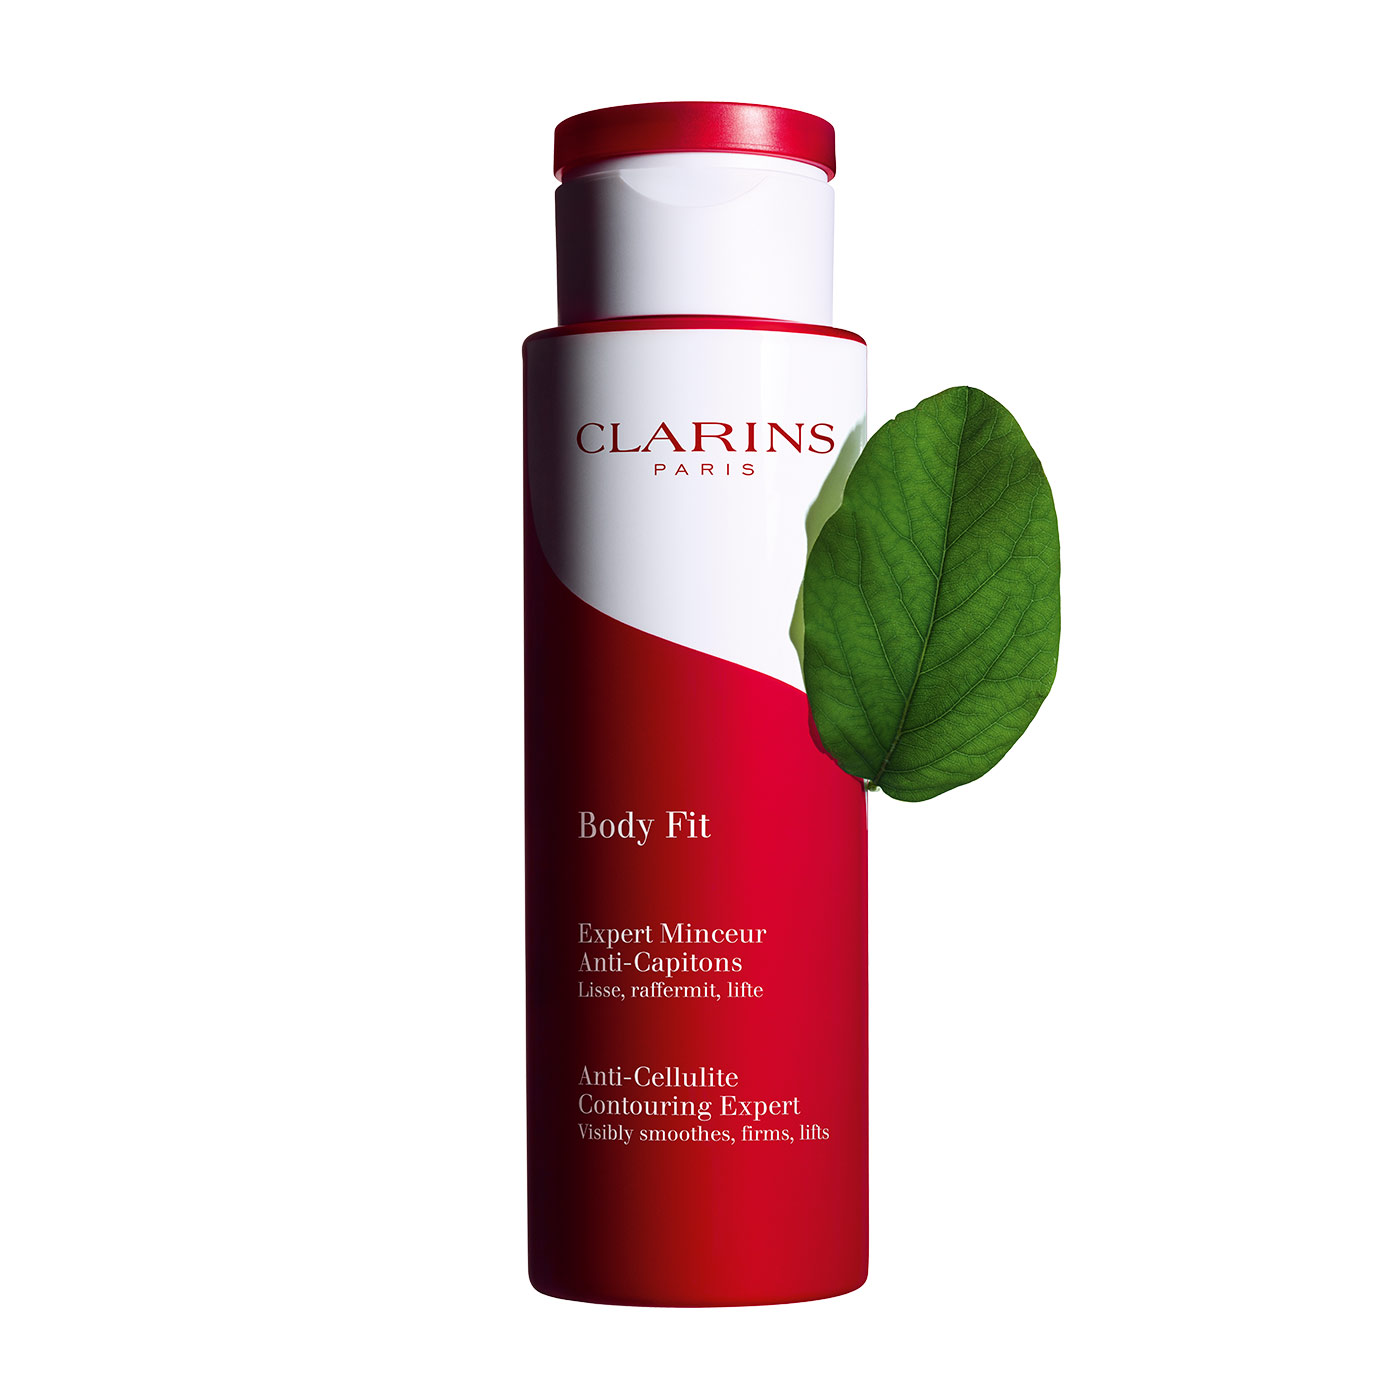 CLARINS
PARIS
Body Fit
Expert Minceur
Anti-Capitons
Lisse, raffermit, lifte
Anti-Cellulite
Contouring Expert
Visibly smoothes, firms, lifts